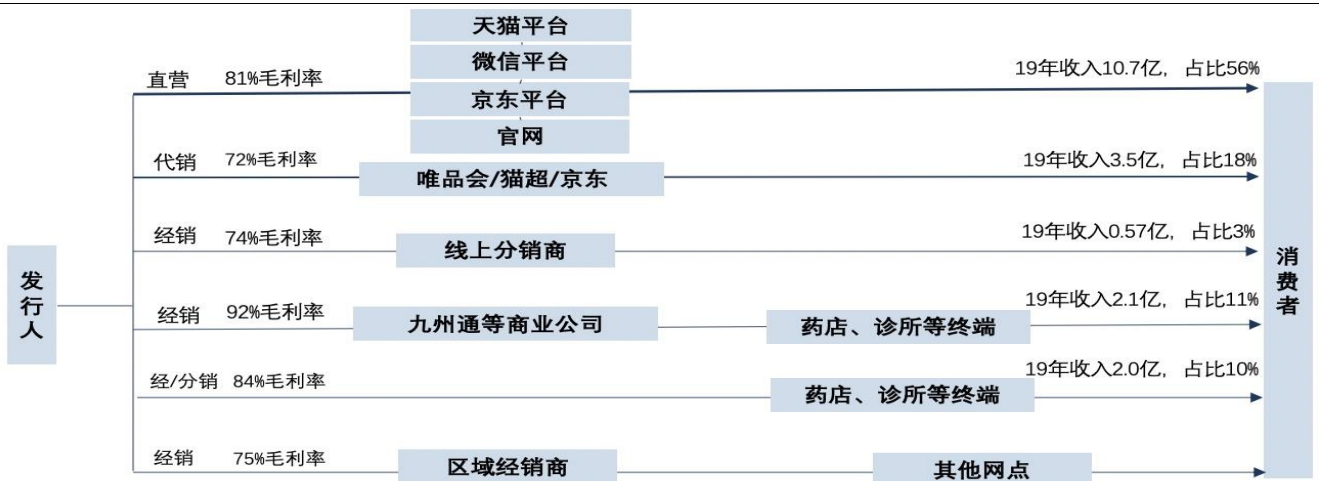 天猫平台
微信平台
直营 81%毛利率
19年收入10.7亿，占比56%
京东平台
官网
代销 72%毛利率
唯品会/猫超/京东
19年收入3.5亿，占比18%
经销 74%毛利率
线上分销商
19年收入0.57亿，占比3%
发行人
消费者
经销 92%毛利率
九州通等商业公司
药店、诊所等终端
19年收入2.1亿，占比11%
经/分销 84%毛利率
药店、诊所等终端
19年收入2.0亿，占比10%
经销 75%毛利率
区域经销商
其他网点